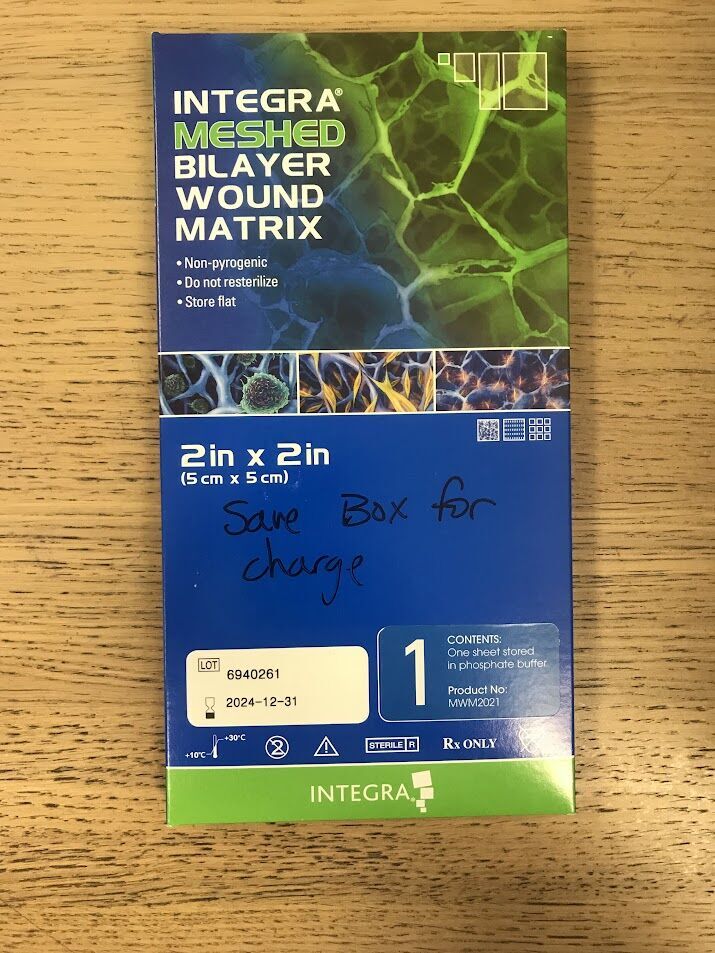 INTEGRA®
MESHED
BILAYER
WOUND
MATRIX
• Non-pyrogenic
• Do not resterilize
• Store flat
2in x 2in
(5 cm x 5 cm)
Save Box for
charge
LOT 6940261
2024-12-31
1
CONTENTS:
One sheet stored
in phosphate buffer
Product No:
MWM2021
+10°C +30°C
2
STERILE R
Rx ONLY
INTEGRA®